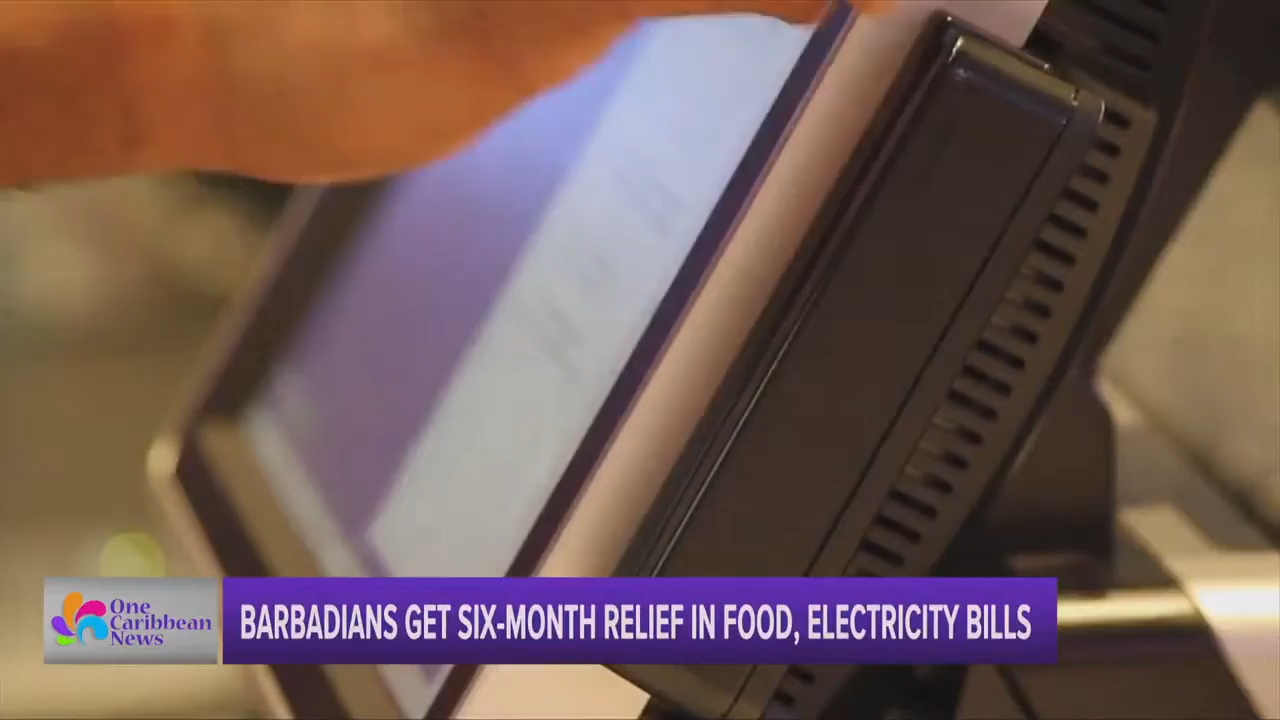 One
Caribbean
News
BARBADIANS GET SIX-MONTH RELIEF IN FOOD, ELECTRICITY BILLS